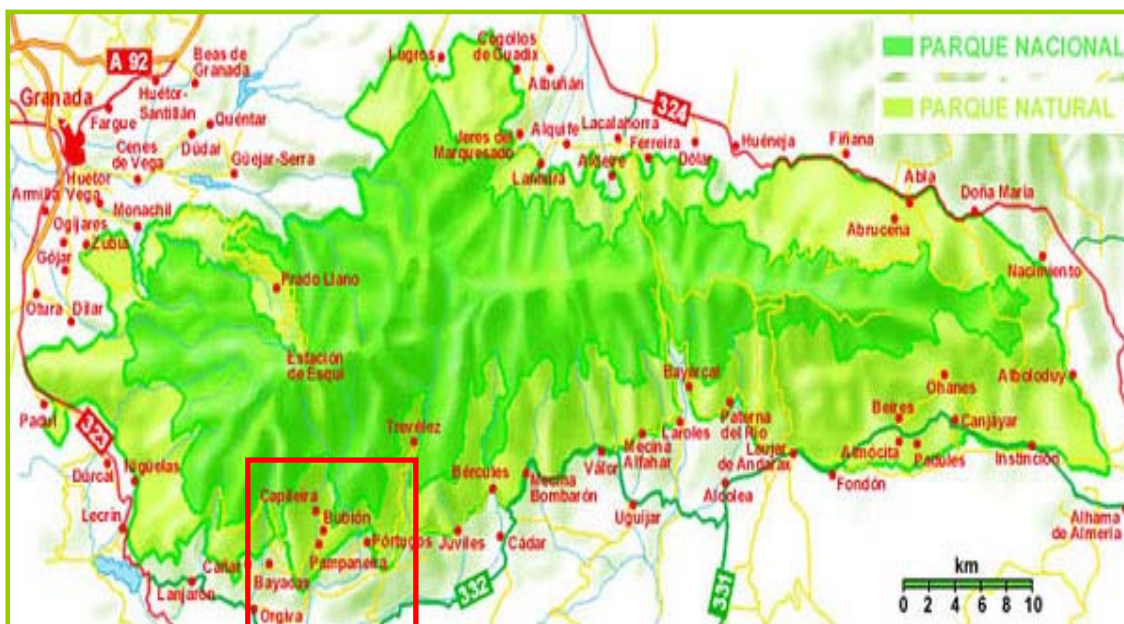 PARQUE NACIONAL
PARQUE NATURAL
A 92
Beas de
Granada
Lugros
Cogollos
de Guadix
Albuñán
Granada
Huétor-
Santillán
Fargue
Quéntar
Cenes
de Vega
Dúdar
Güejar-Serra
324
Jeres del
Marquesado
Alquife
Lacalahorra
Ferreira
Huéneja
Fiñana
Dólar
Aldeire
Lanteira
Abla
Doña María
Abrucena
Armilla
Huétor
Vega
Monachil
Ogíjares
Zubia
Gójar
Nacimiento
Prado Llano
Otura
Dílar
Estación
de Esquí
Bayárcal
Ohanes
Alboloduy
Padul
323
Trevélez
Paterna
del Río
Beires
Canjáyar
Laroles
Mecina
Alfahar
Laujar
de Andarax
Almócita
Padules
Instinción
Dúrcal
Nigüelas
Bérchules
Mecina
Bombarón
Válor
Alcolea
Fondón
Capileira
Bubión
Lecrín
Ugíjar
Alhama
de Almería
Pórtugos
Pampaneira
Juviles
Cádar
Cáñar
Bayacas
Lanjarón
Orgiva
332
331
km
0 2 4 6 8 10